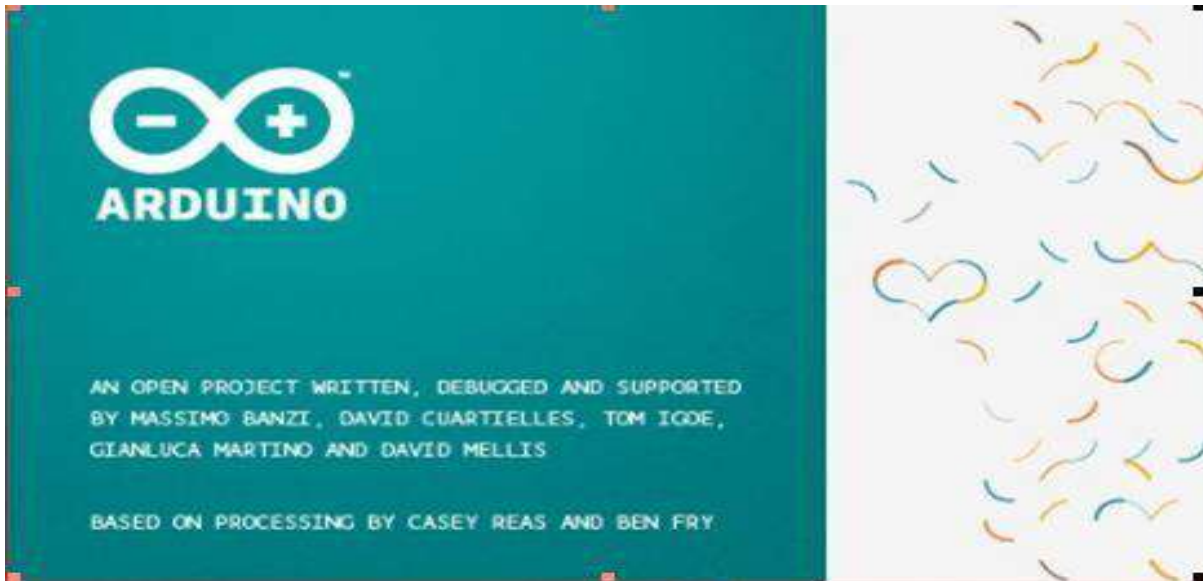 ARDUINO
AN OPEN PROJECT WRITTEN, DEBUGGED AND SUPPORTED
BY MASSIMO BANZI, DAVID CUARTIELLES, TOM IGOE,
GIANLUCA MARTINO AND DAVID MELLIS
BASED ON PROCESSING BY CASEY REAS AND BEN FRY